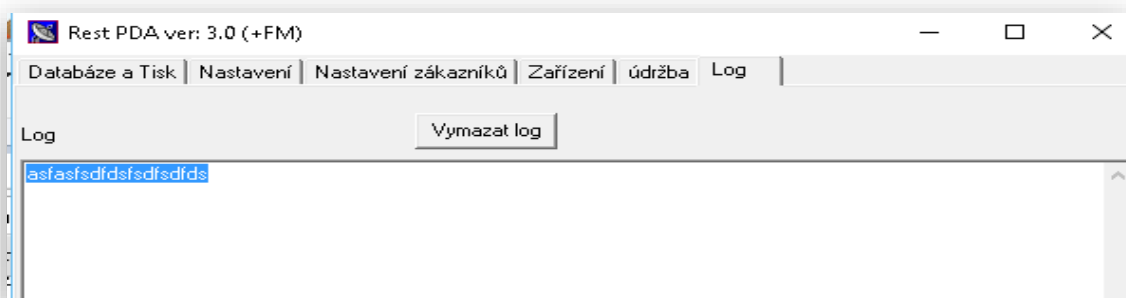 Rest PDA ver: 3.0 (+FM)
Databáze a Tisk Nastavení Nastavení zákazníků Zařízení údržba Log
Log Vymazat log
asfasfsdfdsfsdfsdfds